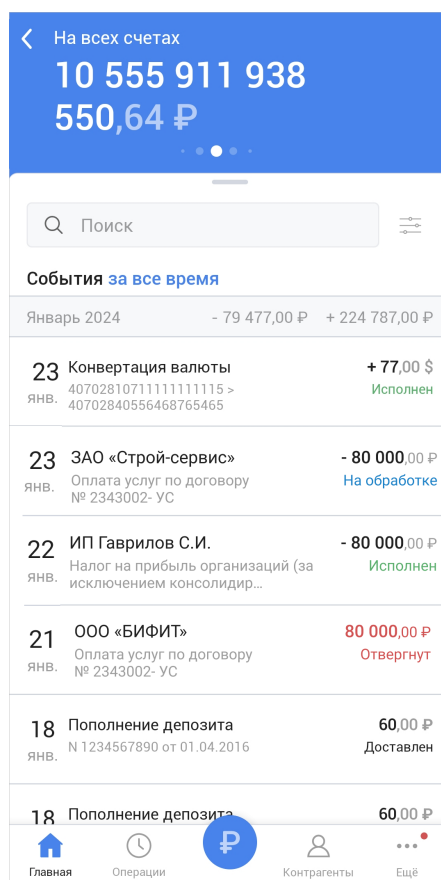 На всех счетах
10 555 911 938
550,64 ₽
Поиск
События за все время
Январь 2024 - 79 477,00 ₽ + 224 787,00 ₽
23 Конвертация валюты + 77,00 $
янв. 40702810711111111115 > Исполнен
40702840556468765465
23 ЗАО «Строй-сервис» - 80 000,00 ₽
янв. Оплата услуг по договору На обработке
№ 2343002- УС
22 ИП Гаврилов С.И. - 80 000,00 ₽
янв. Налог на прибыль организаций (за Исполнен
исключением консолидир...
21 ООО «БИФИТ» 80 000,00 ₽
янв. Оплата услуг по договору Отвергнут
№ 2343002- УС
18 Пополнение депозита 60,00 ₽
янв. N 1234567890 от 01.04.2016 Доставлен
18 Пополнение депозита 60,00 ₽
₽
Главная Операции Контрагенты Ещё